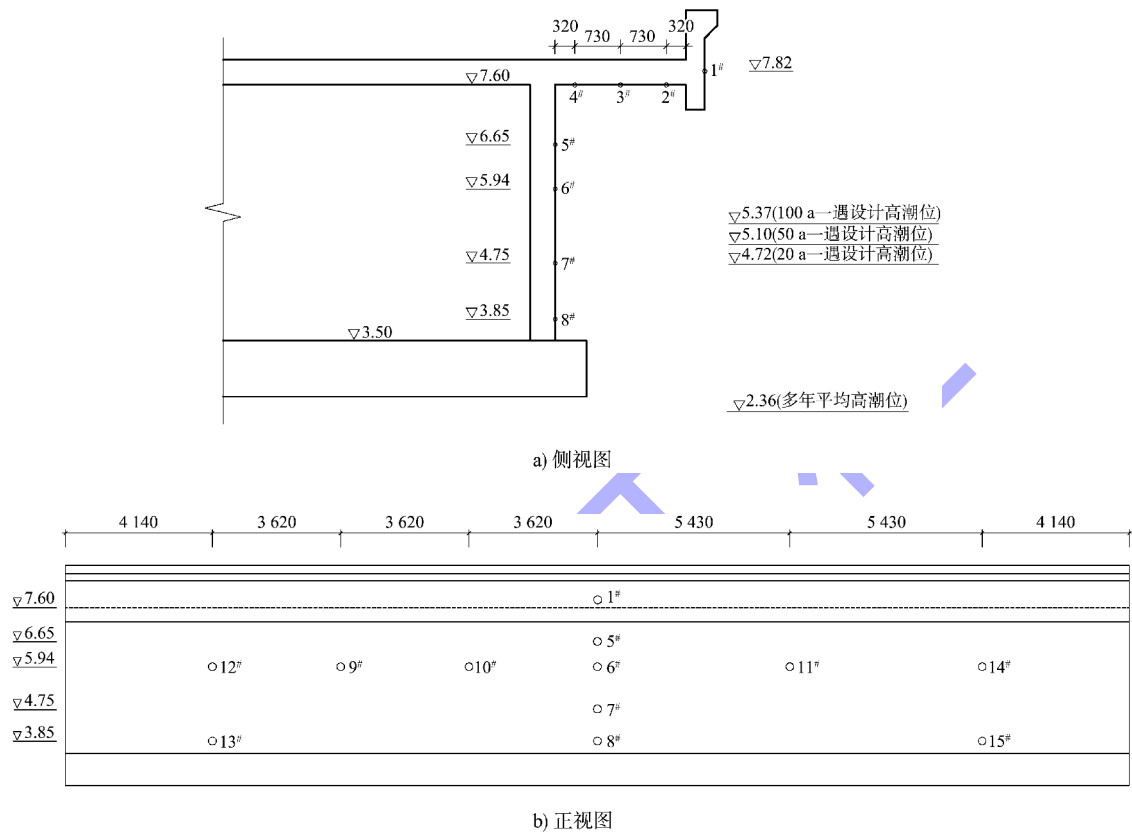 320 730 730 320
1# ▽7.82
▽7.60
4# 3# 2#
▽6.65 5#
▽5.94 6#
▽5.37(100 a一遇设计高潮位)
▽5.10(50 a一遇设计高潮位)
▽4.72(20 a一遇设计高潮位)
▽4.75 7#
▽3.85 8#
▽3.50
▽2.36(多年平均高潮位)
a) 侧视图
4 140 3 620 3 620 3 620 5 430 5 430 4 140
▽7.60 1#
▽6.65 5#
▽5.94 12# 9# 10# 6# 11# 14#
▽4.75 7#
▽3.85 13# 8# 15#
b) 正视图